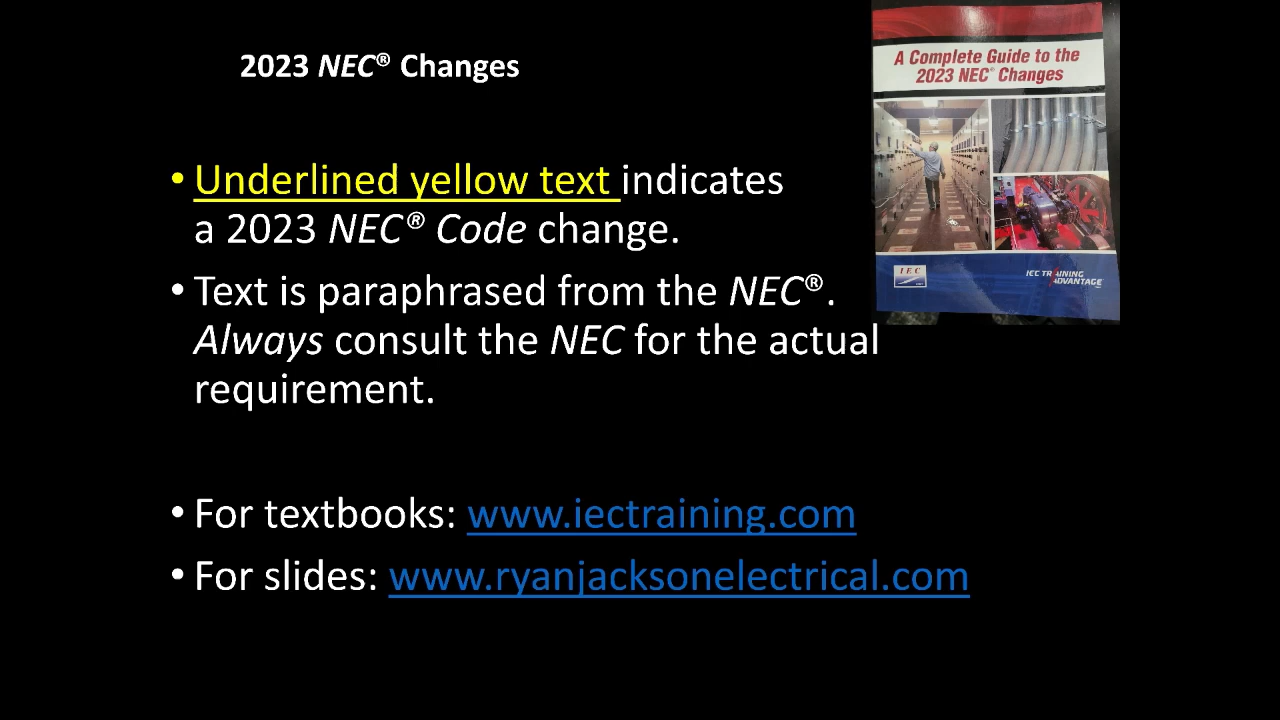 2023 NEC® Changes
A Complete Guide to the
2023 NEC® Changes
• Underlined yellow text indicates
a 2023 NEC® Code change.
• Text is paraphrased from the NEC®.
Always consult the NEC for the actual
requirement.
IEC
IEC TRAINING
ADVANTAGE
• For textbooks: www.iectraining.com
• For slides: www.ryanjacksonelectrical.com